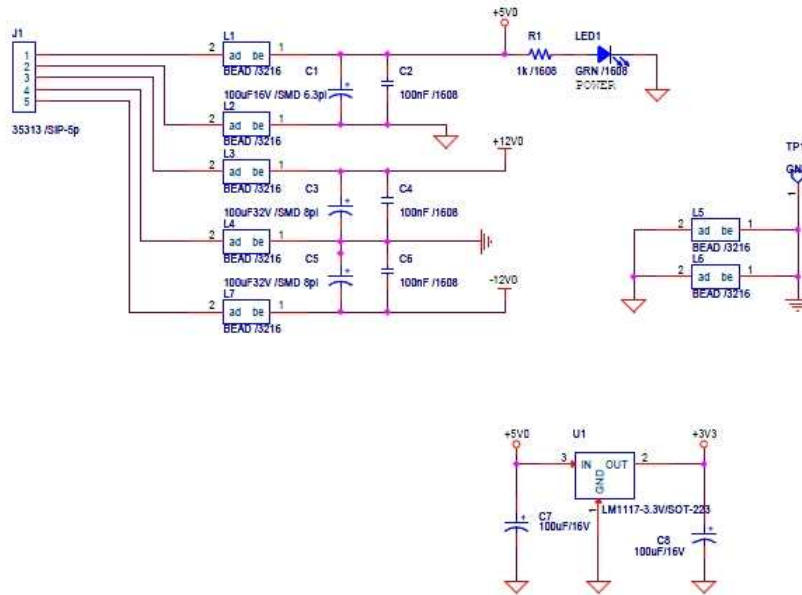 J1
1
2
3
4
5
35313 /SIP-5p
L1
2 ad be 1
BEAD /3216
C1
100uF16V /SMD 6.3pi
C2
100nF /1608
+5V0
R1
1k /1608
LED1
GRN /1608
POWER
L2
2 ad be 1
BEAD /3216
L3
2 ad be 1
BEAD /3216
+12V0
C3
100uF32V /SMD 8pi
C4
100nF /1608
L4
2 ad be 1
BEAD /3216
C5
100uF32V /SMD 8pi
C6
100nF /1608
-12V0
L7
2 ad be 1
BEAD /3216
TP1
1
L5
2 ad be 1
BEAD /3216
L6
2 ad be 1
BEAD /3216
+5V0
U1
+3V3
3 IN OUT 2
GND
1
LM1117-3.3V/SOT-223
C7
100uF/16V
C8
100uF/16V